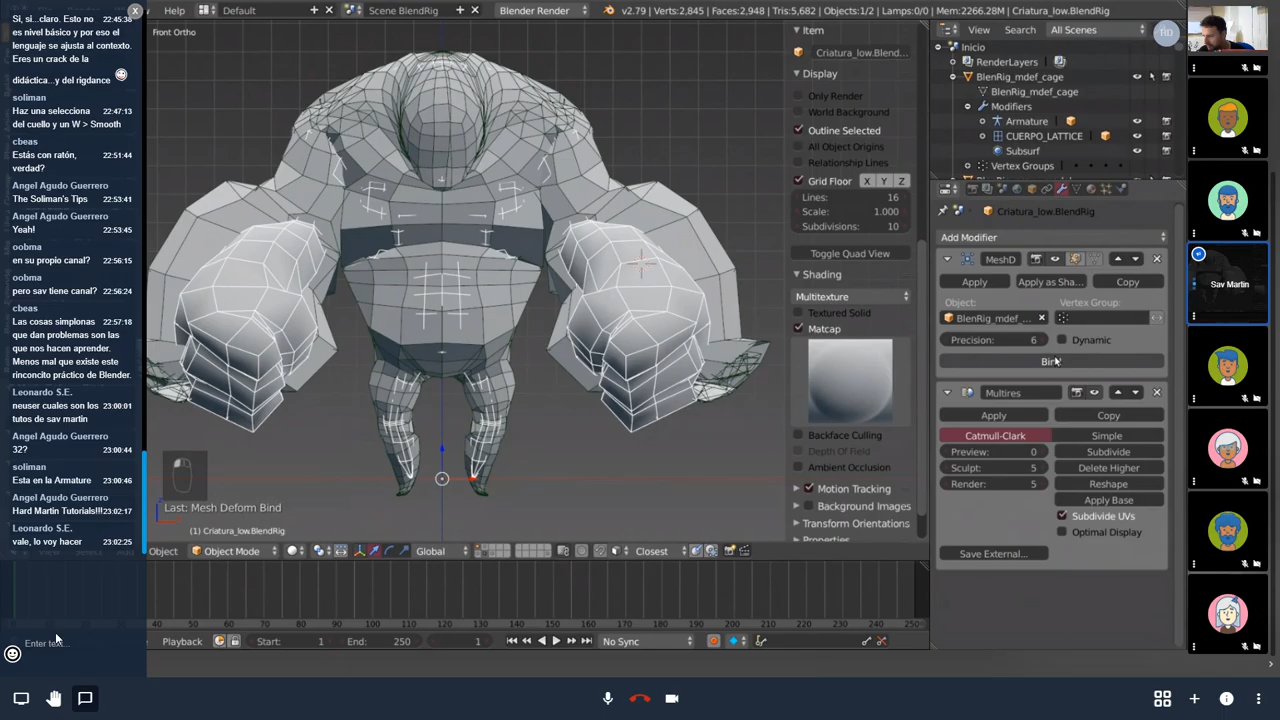 Si, si...claro. Esto no es nivel básico y por eso el lenguaje se ajusta al contexto. Eres un crack de la didáctica...y del rigdance 22:45:38
soliman
Haz una selecciona 22:47:13
del cuello y un W > Smooth
cbeas
Estás con ratón, 22:51:44
verdad?
Angel Agudo Guerrero
The Soliman's Tips 22:53:41
Angel Agudo Guerrero
Yeah! 22:53:45
oobma
en su propio canal? 22:56:15
oobma
pero sav tiene canal? 22:56:24
cbeas
Las cosas simplonas 22:57:18
que dan problemas son las
que nos hacen aprender.
Menos mal que existe este
rinconcito práctico de Blender.
Leonardo S.E.
neuser cuales son los 23:00:01
tutos de sav martin
Angel Agudo Guerrero
32? 23:00:44
soliman
Esta en la Armature 23:00:46
Angel Agudo Guerrero
Hard Martin Tutorials!!! 23:02:17
Leonardo S.E.
vale, lo voy hacer 23:02:25
Enter text...
Help Default Scene BlendRig Blender Render v2.79 | Verts:2,845 | Faces:2,948 | Tris:5,682 | Objects:1/2 | Lamps:0/0 | Mem:2266.28M | Criatura_low.BlendRig
Front Ortho
Last: Mesh Deform Bind
(1) Criatura_low.BlendRig
Object Object Mode Global Closest
40 60 80 100 120 140 160 180 200 220 240
Playback Start: 1 End: 250 1 No Sync
Item
Criatura_low.Blend...
Display
Only Render
World Background
Outline Selected
All Object Origins
Relationship Lines
Grid Floor X Y Z
Lines: 16
Scale: 1.000
Subdivisions: 10
Toggle Quad View
Shading
Multitexture
Textured Solid
Matcap
Backface Culling
Depth Of Field
Ambient Occlusion
Motion Tracking
Background Images
Transform Orientations
View Search All Scenes
Inicio
RenderLayers
BlenRig_mdef_cage
BlenRig_mdef_cage
Modifiers
Armature
CUERPO_LATTICE
Subsurf
Vertex Groups
Criatura_low.BlendRig
Add Modifier
MeshD
Apply Apply as Sha... Copy
Object: Vertex Group:
BlenRig_mdef_...
Precision: 6 Dynamic
Multires
Apply Copy
Catmull-Clark Simple
Preview: 0 Subdivide
Sculpt: 5 Delete Higher
Render: 5 Reshape
Apply Base
Subdivide UVs
Optimal Display
Save External...
Sav Martin